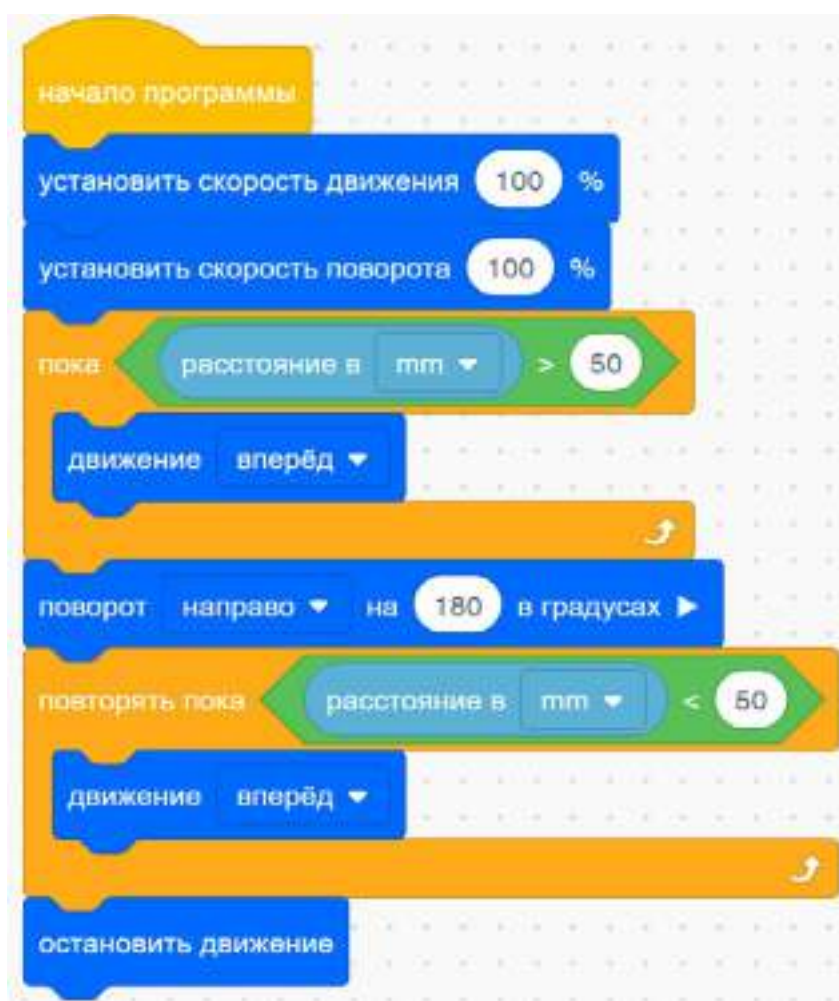 начало программы
установить скорость движения 100 %
установить скорость поворота 100 %
пока расстояние в mm > 50
движение вперёд
поворот направо на 180 в градусах
повторять пока расстояние в mm < 50
движение вперёд
остановить движение